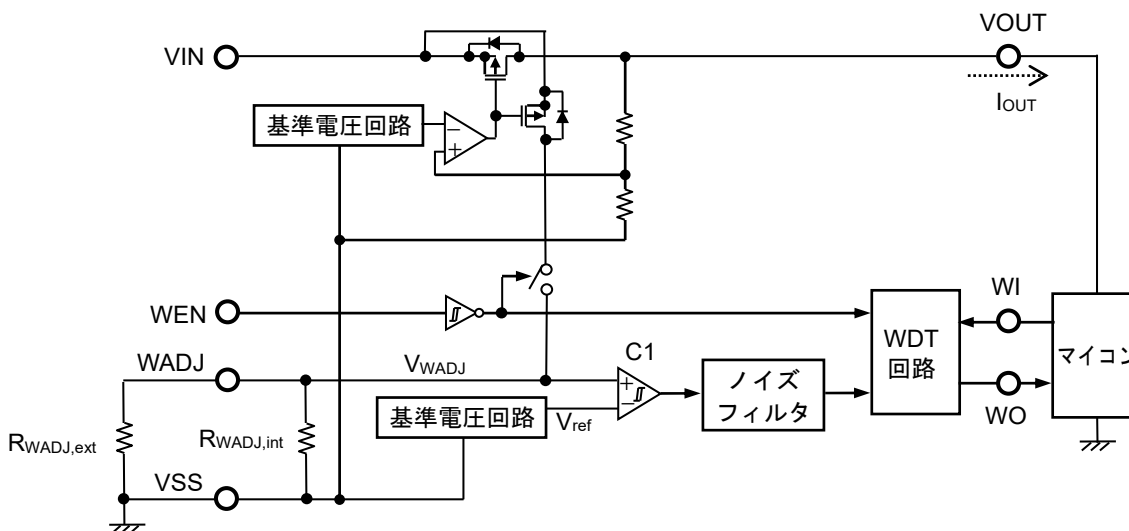 VOUT
VIN
IOUT
基準電圧回路
−
+
WEN
WI
WDT
回路
マイコン
WADJ
VWADJ
C1
+
−
ノイズ
フィルタ
WO
基準電圧回路
Vref
RWADJ,ext
RWADJ,int
VSS